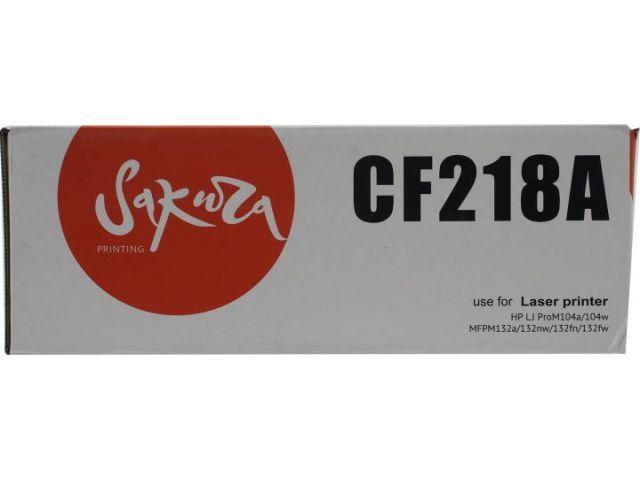 Sakura
PRINTING
CF218A
use for Laser printer
HP LJ ProM104a/104w
MFPM132a/132nw/132fn/132fw